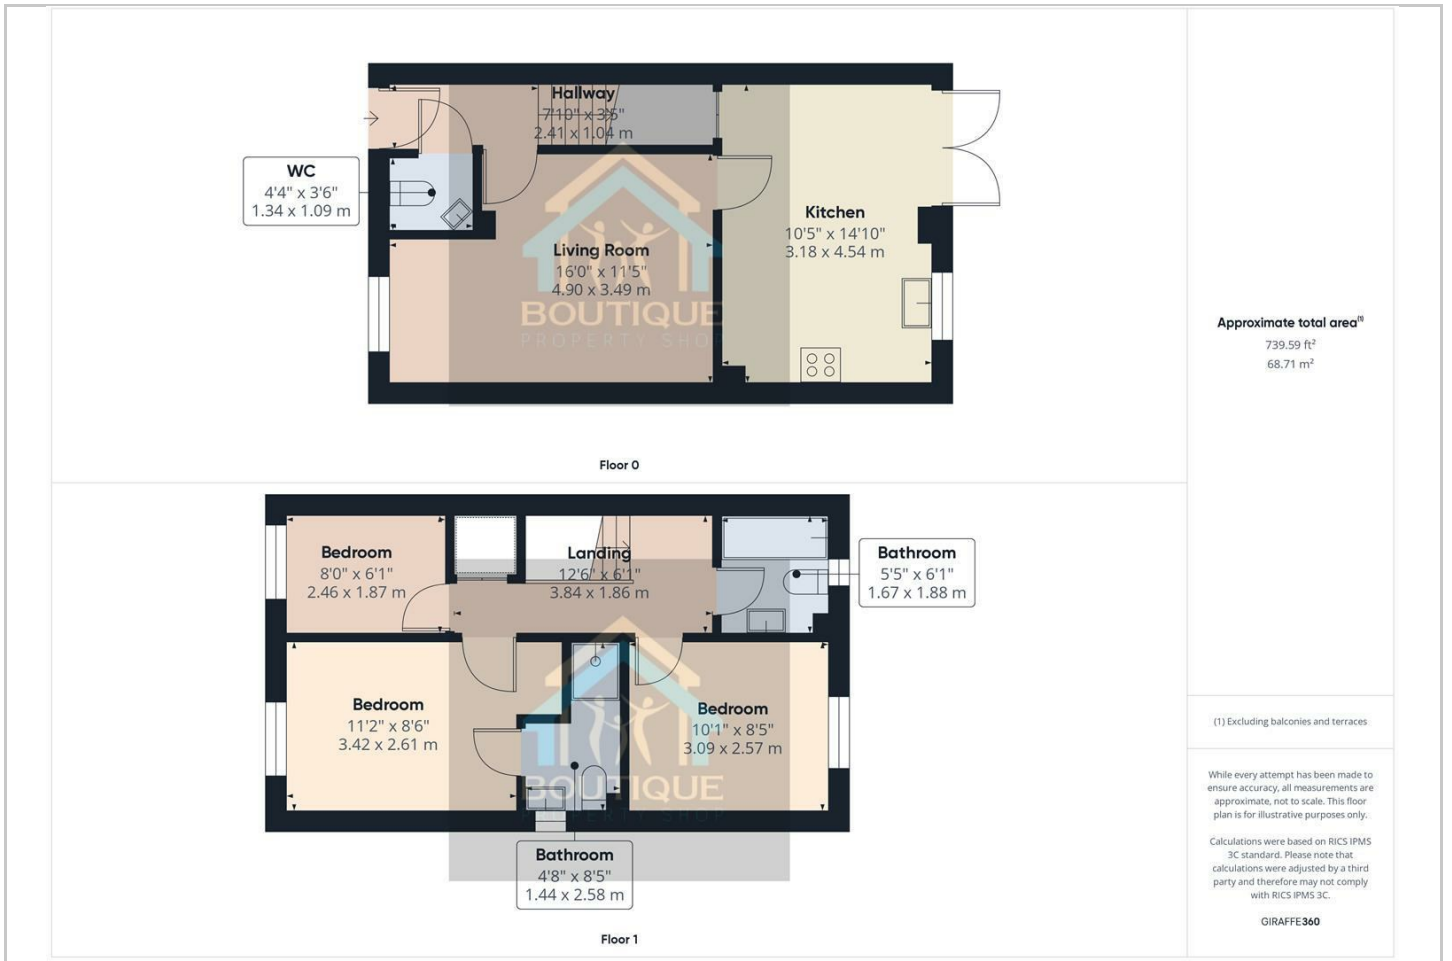 Hallway
7'10" x 3'5"
2.41 x 1.04 m
WC
4'4" x 3'6"
1.34 x 1.09 m
Living Room
16'0" x 11'5"
4.90 x 3.49 m
Kitchen
10'5" x 14'10"
3.18 x 4.54 m
BOUTIQUE
PROPERTY SHOP
Floor 0
Approximate total area(1)
739.59 ft²
68.71 m²
Bedroom
8'0" x 6'1"
2.46 x 1.87 m
Landing
12'6" x 6'1"
3.84 x 1.86 m
Bathroom
5'5" x 6'1"
1.67 x 1.88 m
Bedroom
11'2" x 8'6"
3.42 x 2.61 m
Bedroom
10'1" x 8'5"
3.09 x 2.57 m
BOUTIQUE
PROPERTY SHOP
Bathroom
4'8" x 8'5"
1.44 x 2.58 m
Floor 1
(1) Excluding balconies and terraces
While every attempt has been made to
ensure accuracy, all measurements are
approximate, not to scale. This floor
plan is for illustrative purposes only.
Calculations were based on RICS IPMS
3C standard. Please note that
calculations were adjusted by a third
party and therefore may not comply
with RICS IPMS 3C.
GIRAFFE360